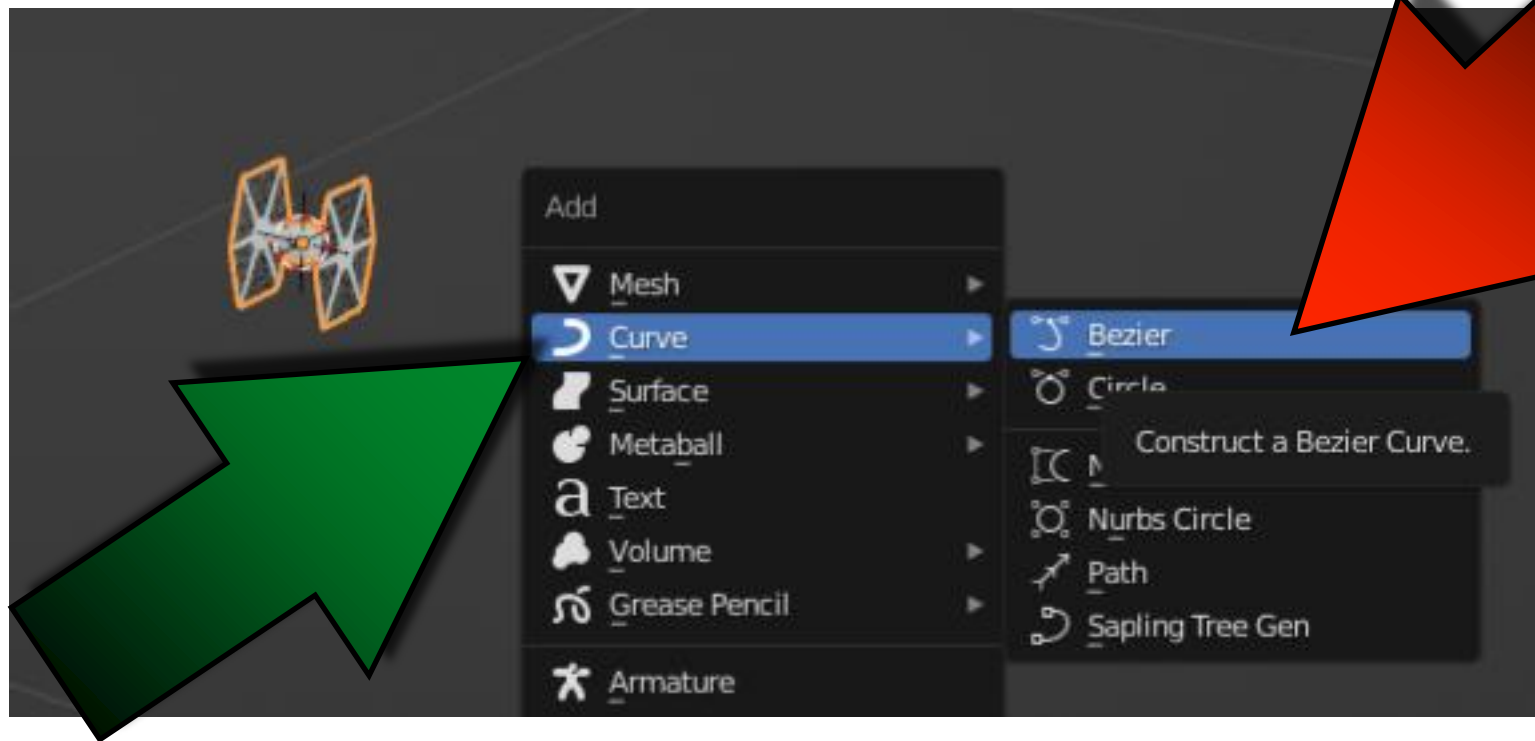 Add
Mesh
Curve
Surface
Metaball
Text
Volume
Grease Pencil
Armature
Bezier
Circle
Construct a Bezier Curve.
Nurbs Circle
Path
Sapling Tree Gen